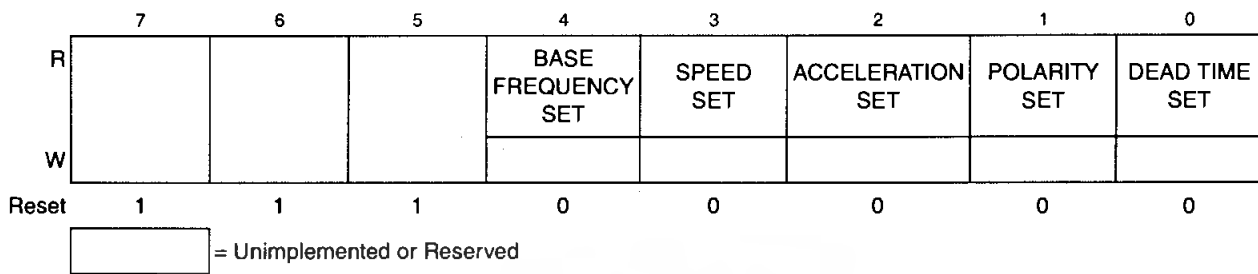 7 6 5 4 3 2 1 0
R BASE FREQUENCY SET SPEED SET ACCELERATION SET POLARITY SET DEAD TIME SET
W
Reset 1 1 1 0 0 0 0 0
= Unimplemented or Reserved